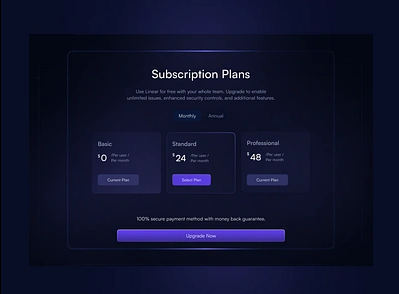 Subscription Plans
Use Linear for free with your whole team. Upgrade to enable
unlimited issues, enhanced security controls, and additional features.
Monthly Annual
Basic
$0 /Per user /
Per month
Current Plan
Standard
$24 /Per user /
Per month
Select Plan
Professional
$48 /Per user /
Per month
Current Plan
100% secure payment method with money back guarantee.
Upgrade Now